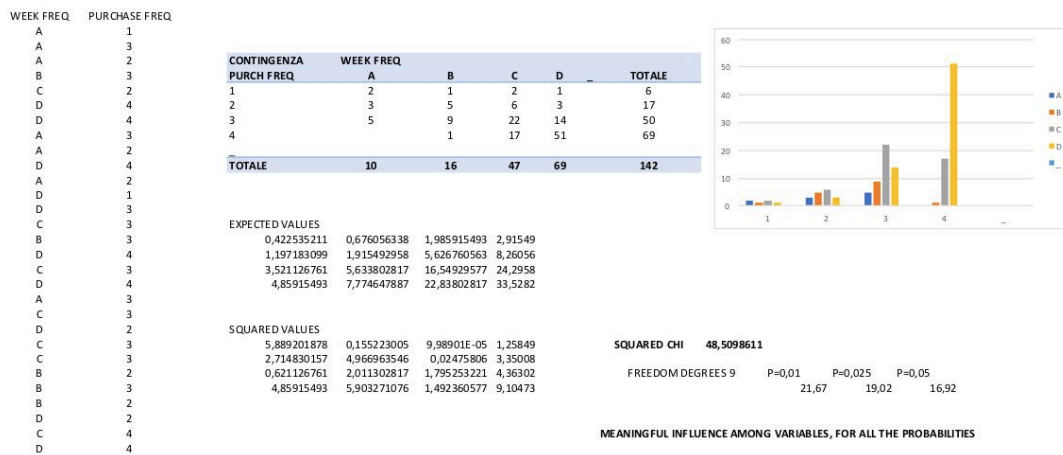 WEEK FREQ PURCHASE FREQ
A 1
A 3
A 2
B 3
C 2
D 4
D 4
A 3
A 2
D 4
A 2
D 1
D 3
C 3
B 3
D 4
C 3
D 4
A 3
C 3
D 2
C 3
C 3
B 2
B 3
B 2
D 2
C 4
D 4
CONTINGENZA WEEK FREQ
PURCH FREQ A B C D _ TOTALE
1 2 1 2 1 6
2 3 5 6 3 17
3 5 9 22 14 50
4 1 17 51 69
_
TOTALE 10 16 47 69 142
EXPECTED VALUES
0,422535211 0,676056338 1,985915493 2,91549
1,197183099 1,915492958 5,626760563 8,26056
3,521126761 5,633802817 16,54929577 24,2958
4,85915493 7,774647887 22,83802817 33,5282
SQUARED VALUES
5,889201878 0,155223005 9,98901E-05 1,25849
2,714830157 4,966963546 0,02475806 3,35008
0,621126761 2,011302817 1,795253221 4,36302
4,85915493 5,903271076 1,492360577 9,10473
60
50
40
30
20
10
0
1 2 3 4 _
A
B
C
D
_
SQUARED CHI 48,5098611
FREEDOM DEGREES 9 P=0,01 P=0,025 P=0,05
21,67 19,02 16,92
MEANINGFUL INFLUENCE AMONG VARIABLES, FOR ALL THE PROBABILITIES